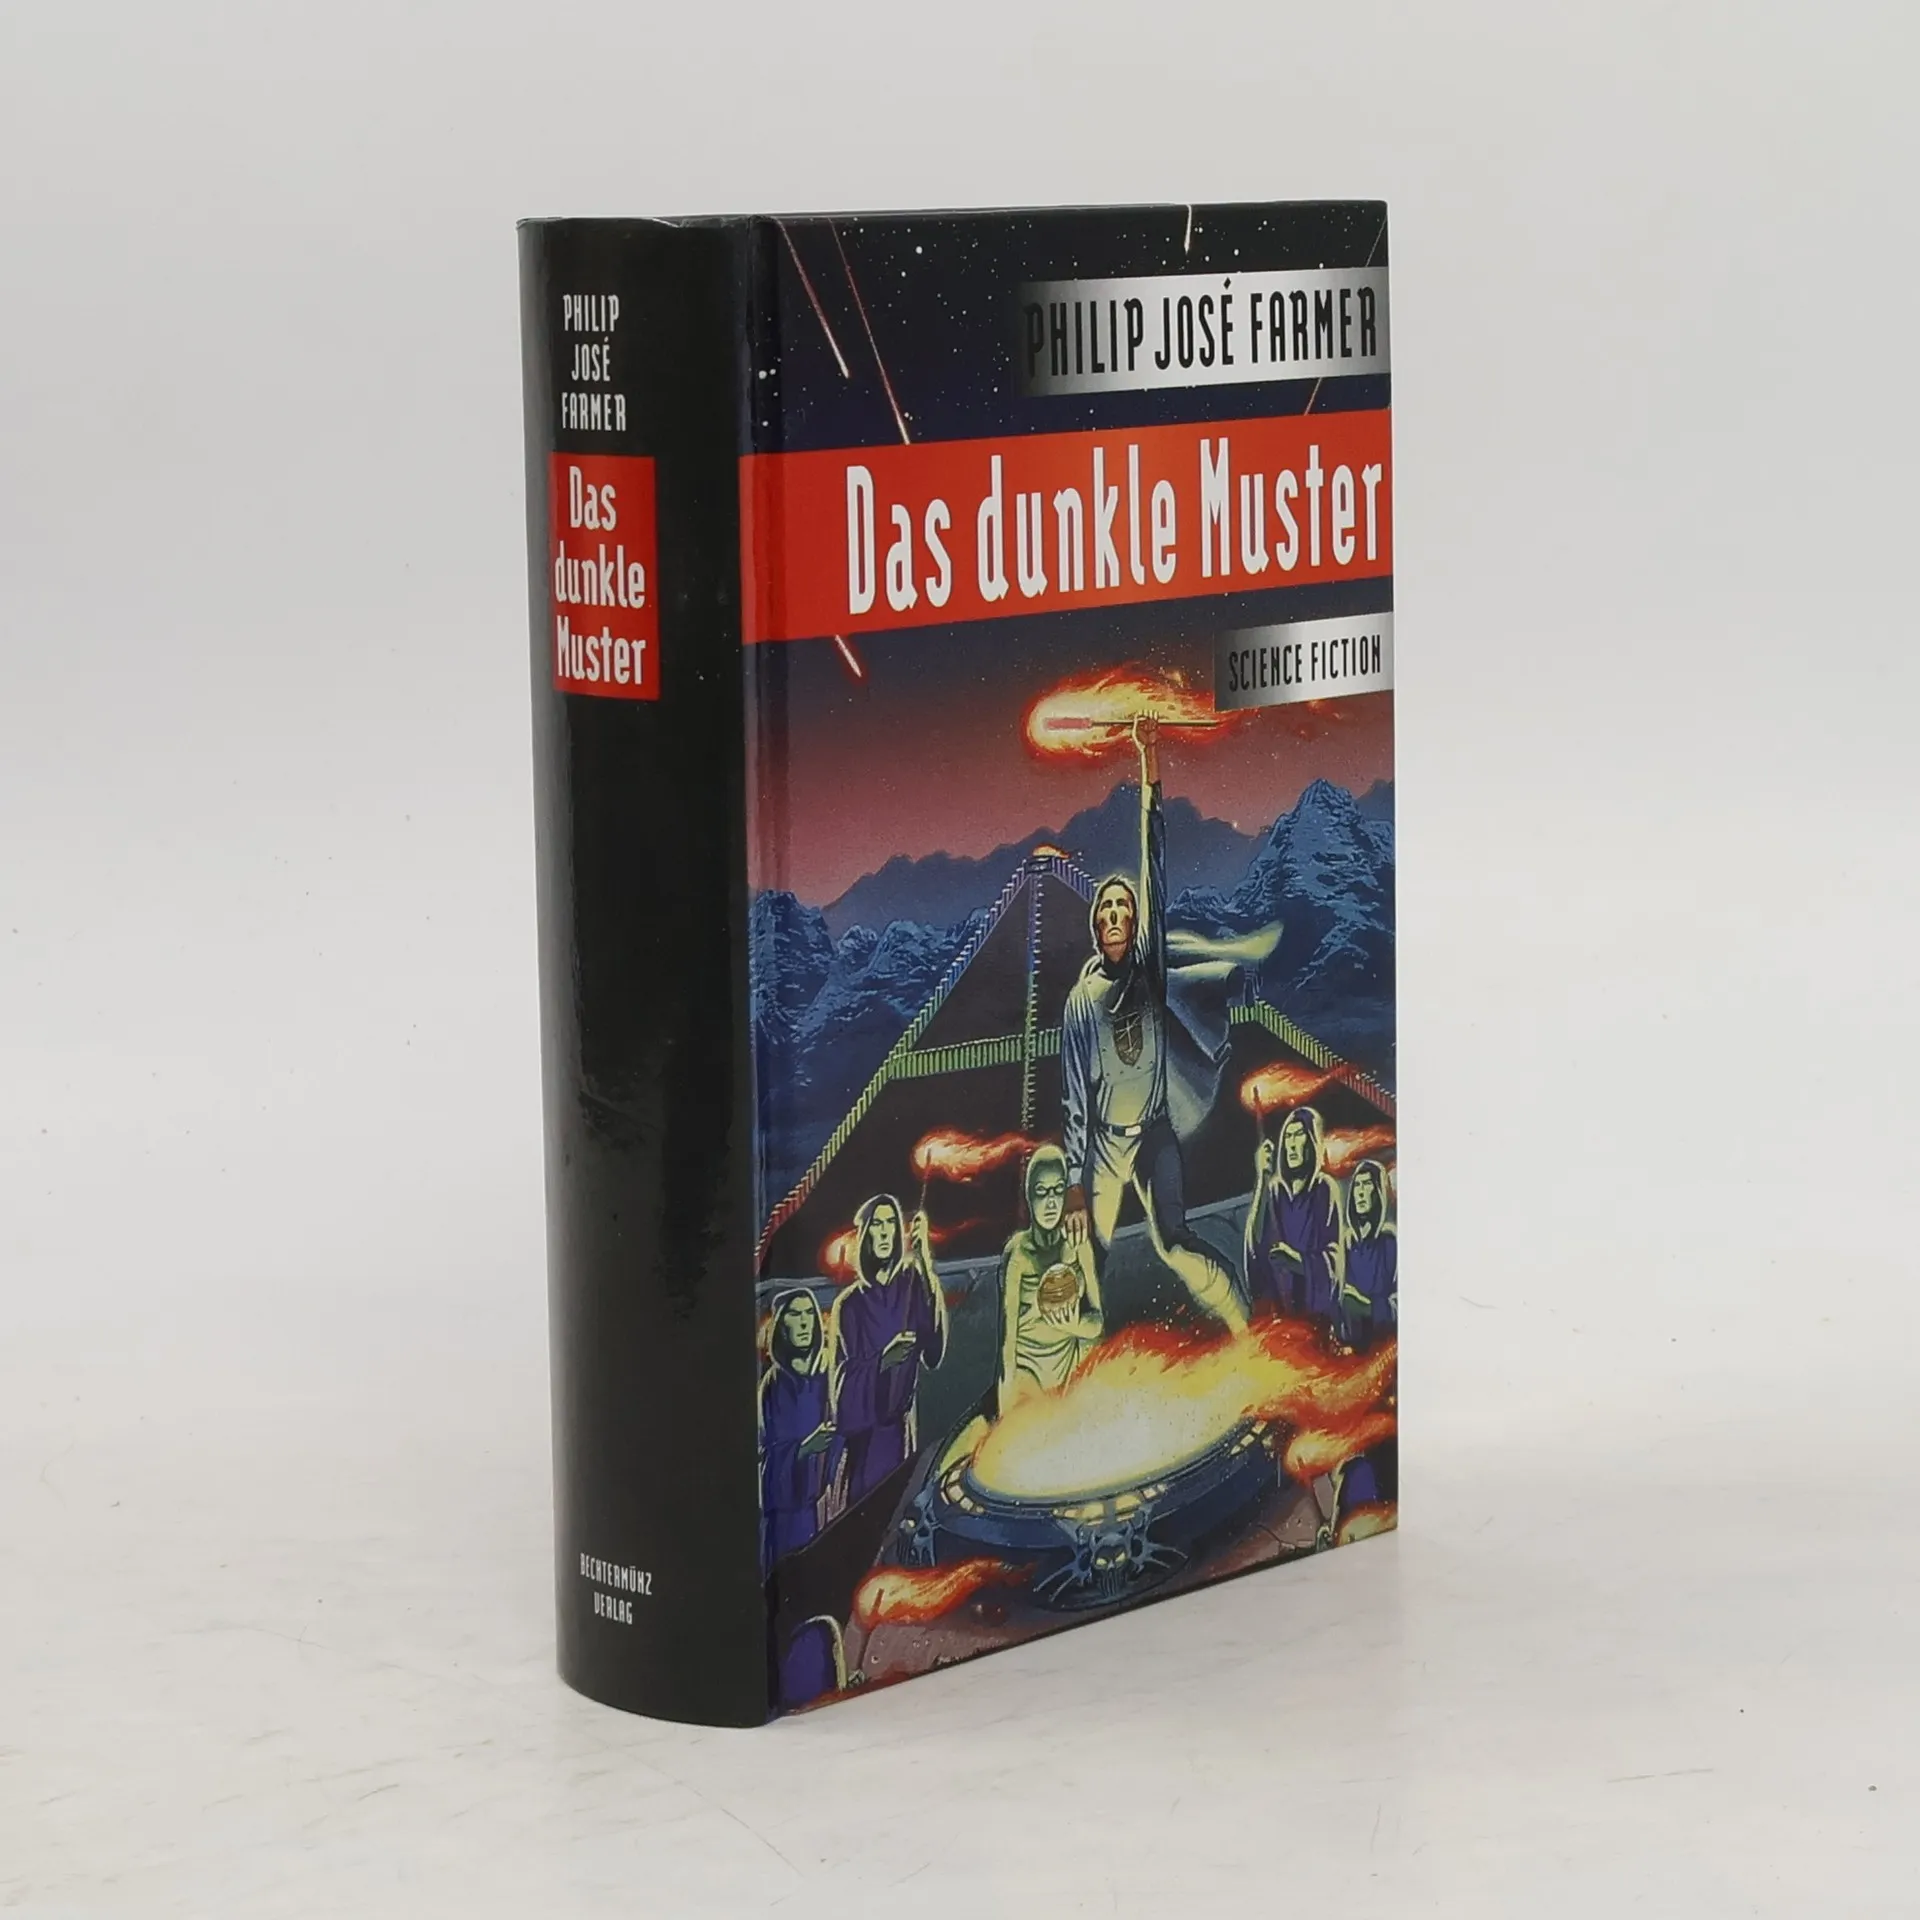 PHILIP
JOSÉ
FARMER
Das
dunkle
Muster
BECHTERMÜNZ
VERLAG
PHILIP JOSÉ FARMER
Das dunkle Muster
SCIENCE FICTION